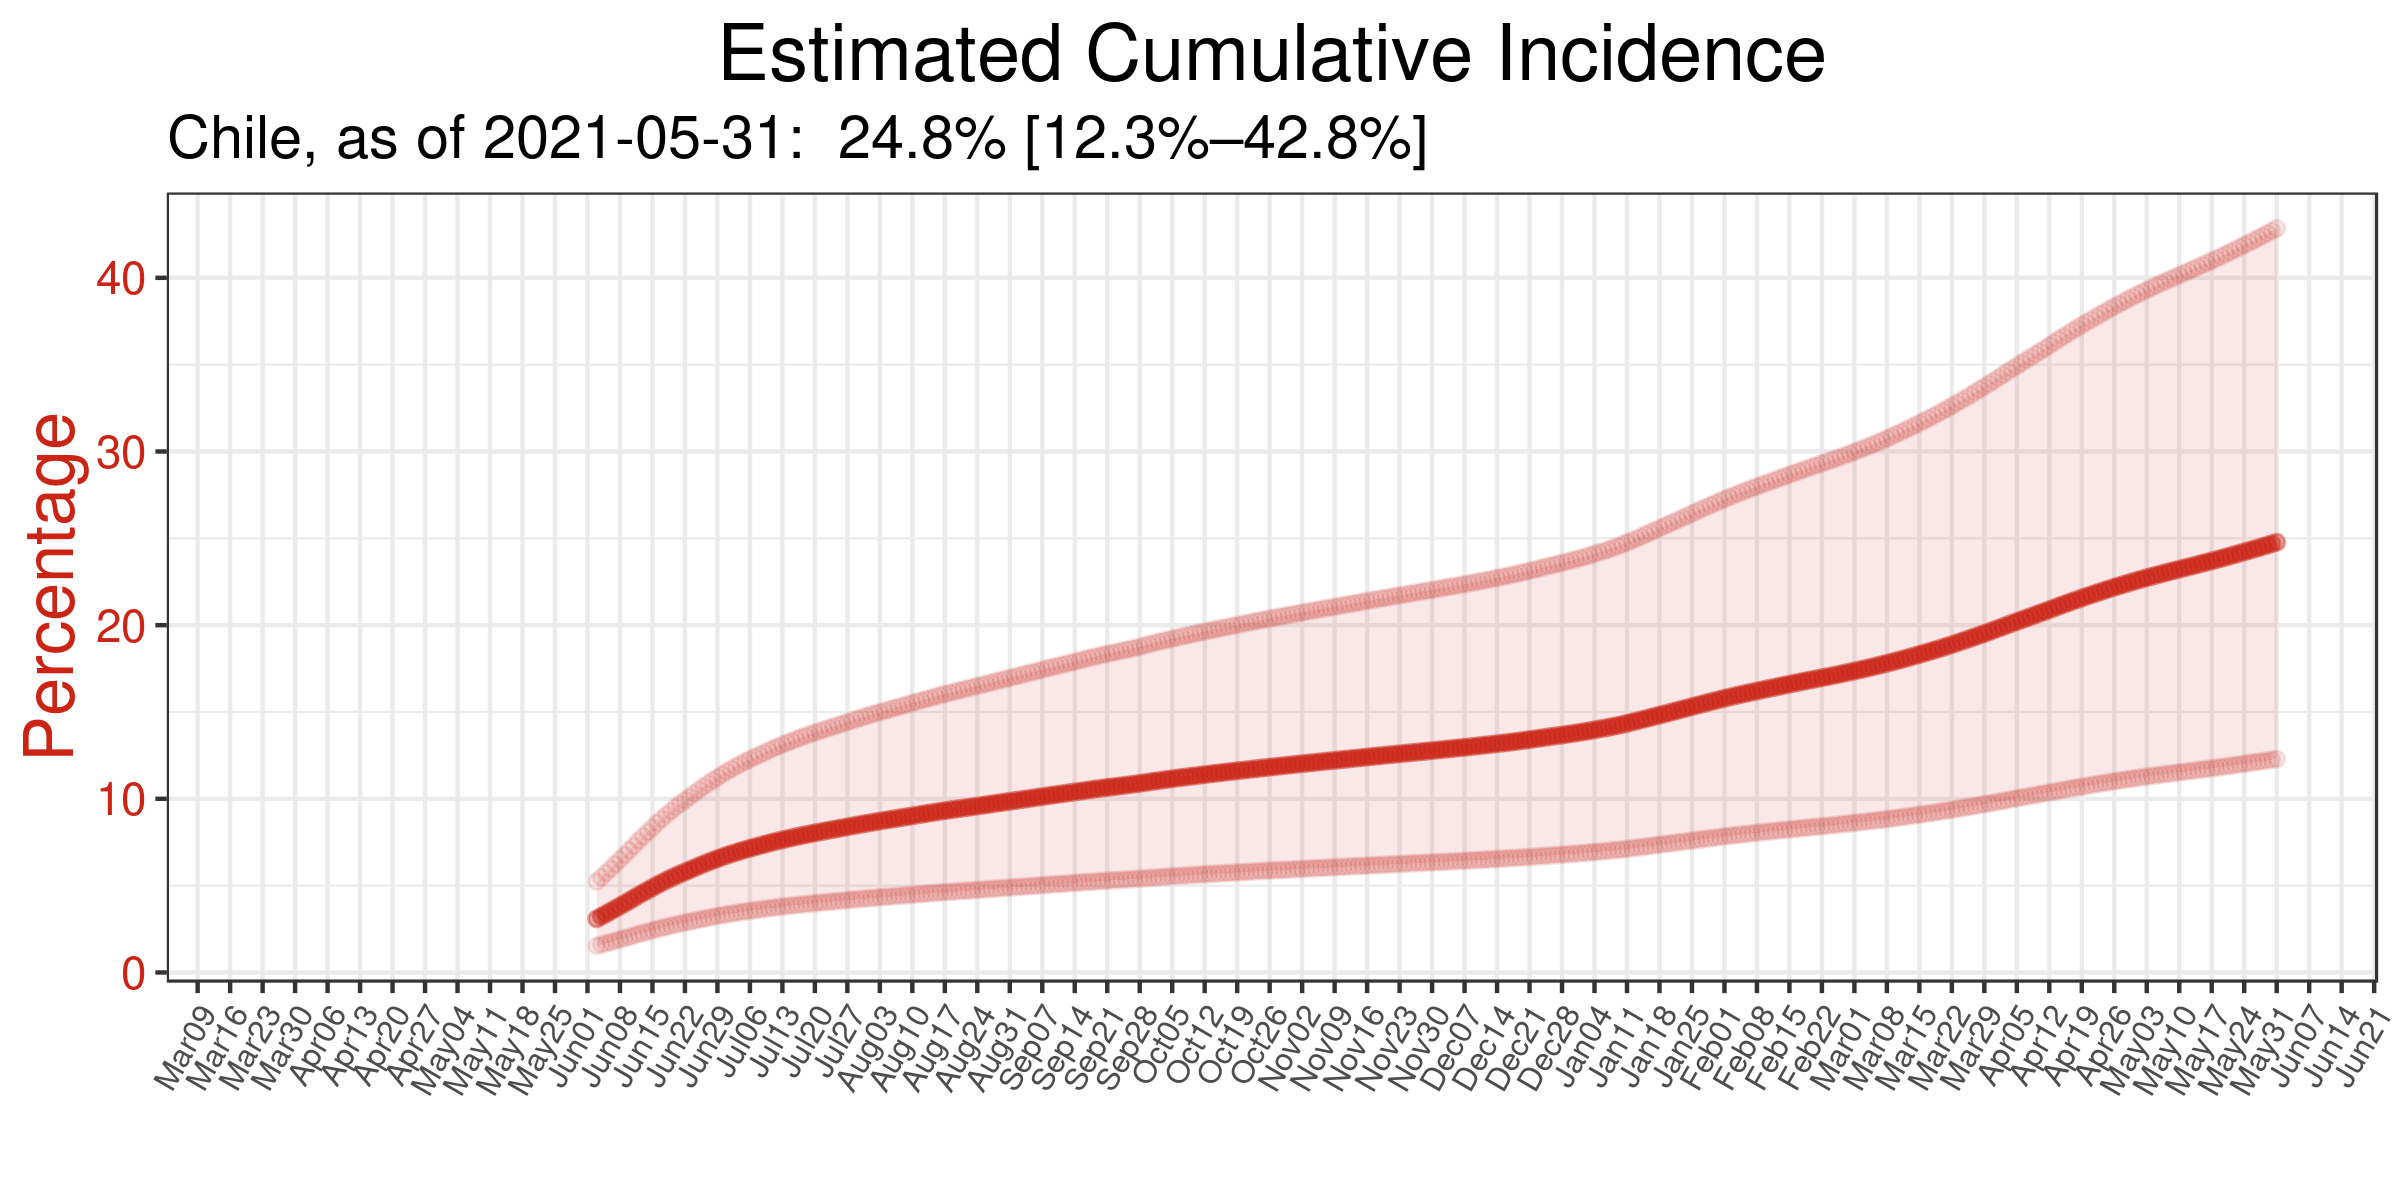 Estimated Cumulative Incidence
Chile, as of 2021-05-31:  24.8% [12.3%–42.8%]
Percentage
40
30
20
10
0
Mar09
Mar16
Mar23
Mar30
Apr06
Apr13
Apr20
Apr27
May04
May11
May18
May25
Jun01
Jun08
Jun15
Jun22
Jun29
Jul06
Jul13
Jul20
Jul27
Aug03
Aug10
Aug17
Aug24
Aug31
Sep07
Sep14
Sep21
Sep28
Oct05
Oct12
Oct19
Oct26
Nov02
Nov09
Nov16
Nov23
Nov30
Dec07
Dec14
Dec21
Dec28
Jan04
Jan11
Jan18
Jan25
Feb01
Feb08
Feb15
Feb22
Mar01
Mar08
Mar15
Mar22
Mar29
Apr05
Apr12
Apr19
Apr26
May03
May10
May17
May24
May31
Jun07
Jun14
Jun21